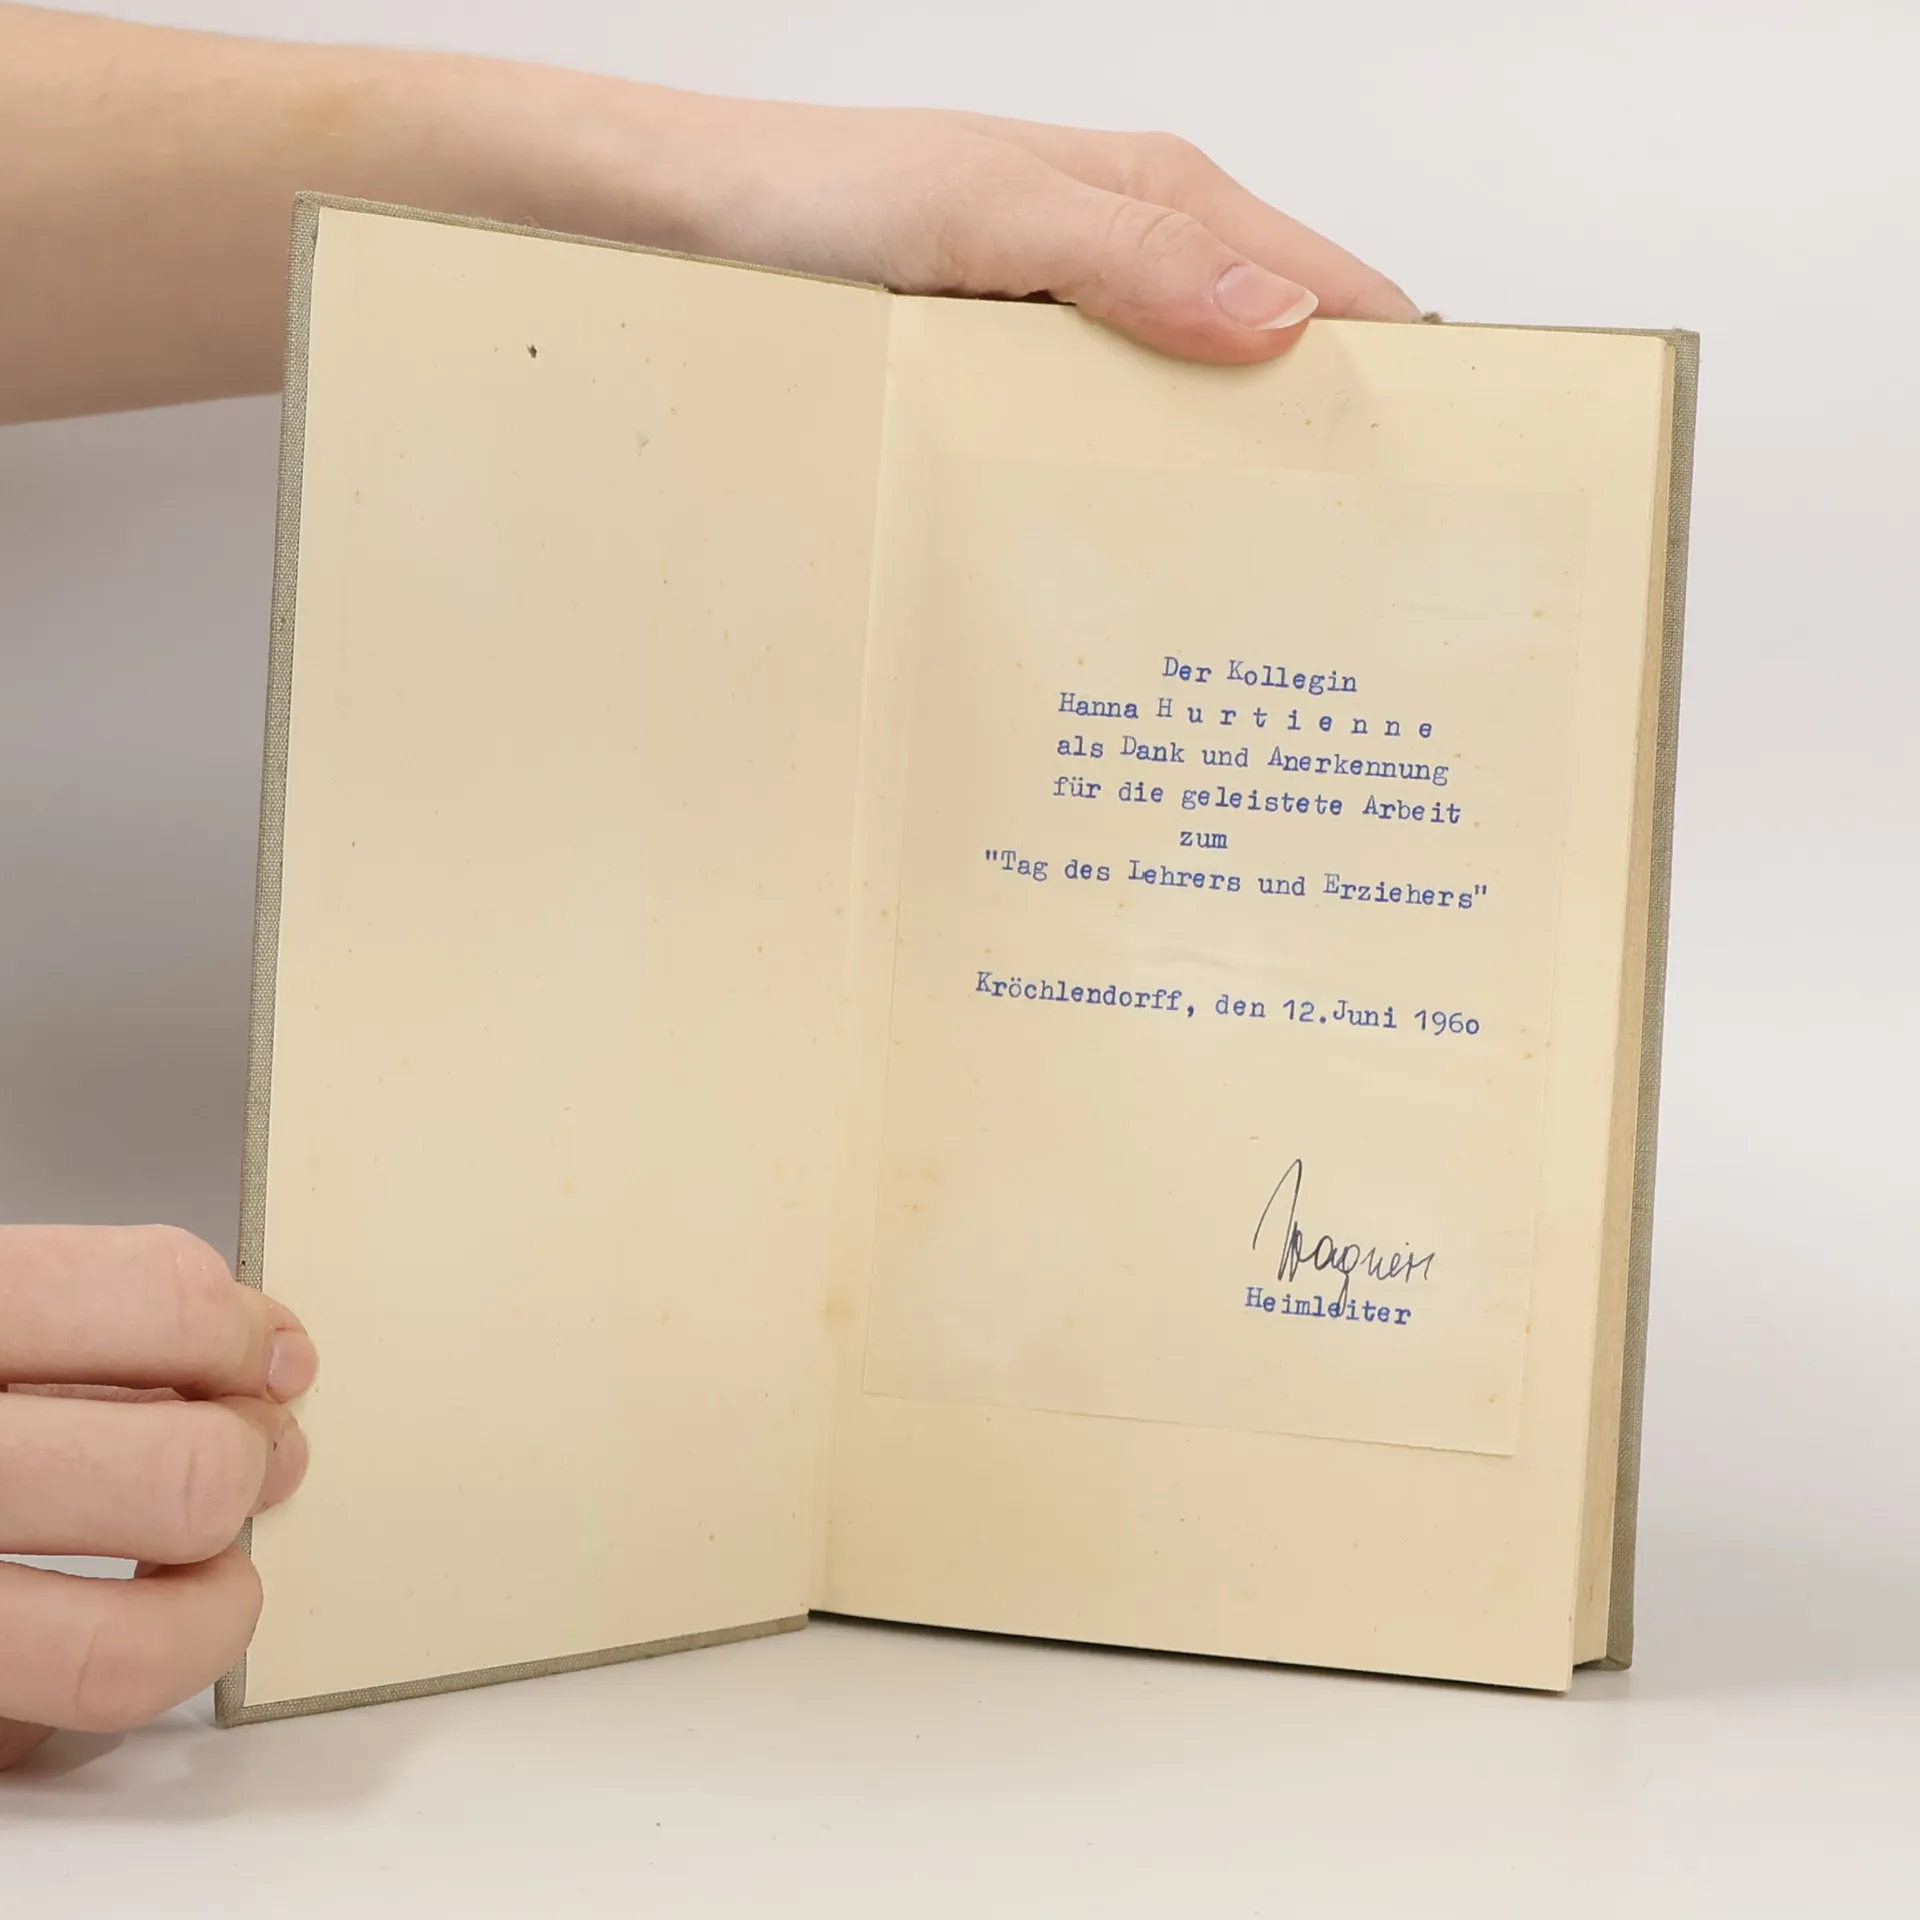 Der Kollegin
Hanna H u r t i e n n e
als Dank und Anerkennung
für die geleistete Arbeit
zum
"Tag des Lehrers und Erziehers"
Kröchlendorff, den 12.Juni 1960
Wagner
Heimleiter